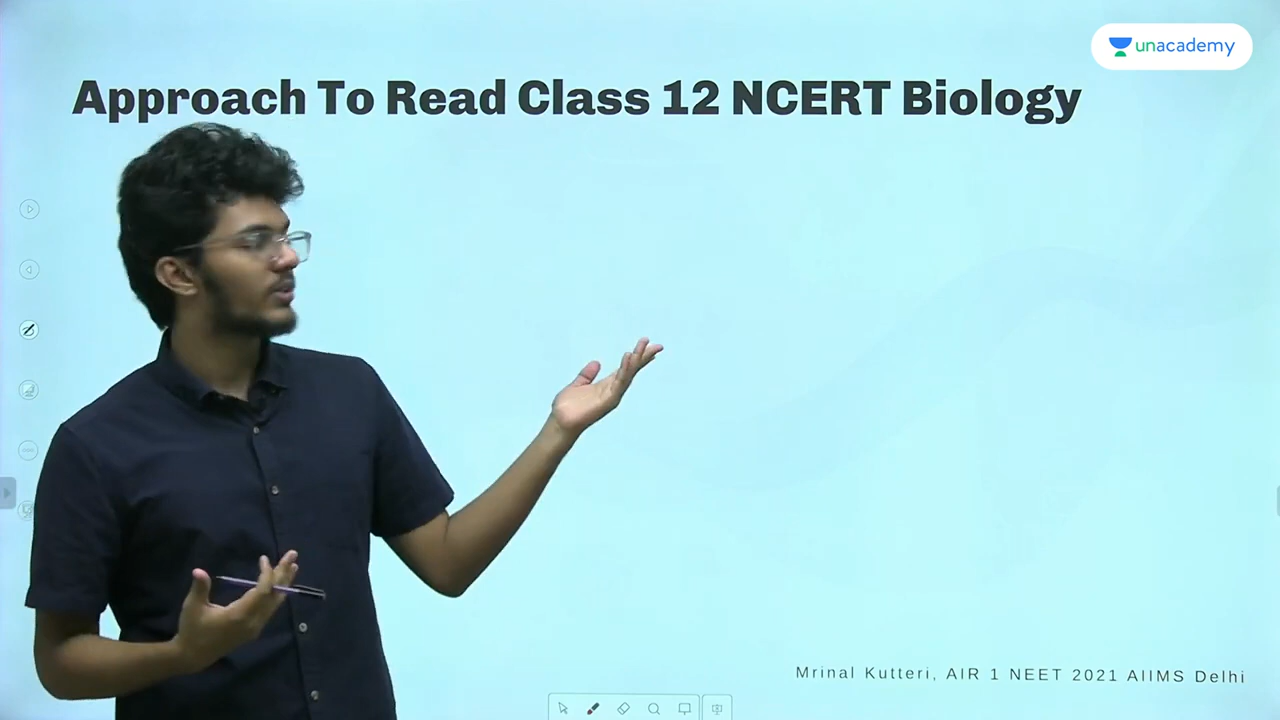 unacademy
Approach To Read Class 12 NCERT Biology
Mrinal Kutteri, AIR 1 NEET 2021 AIIMS Delhi